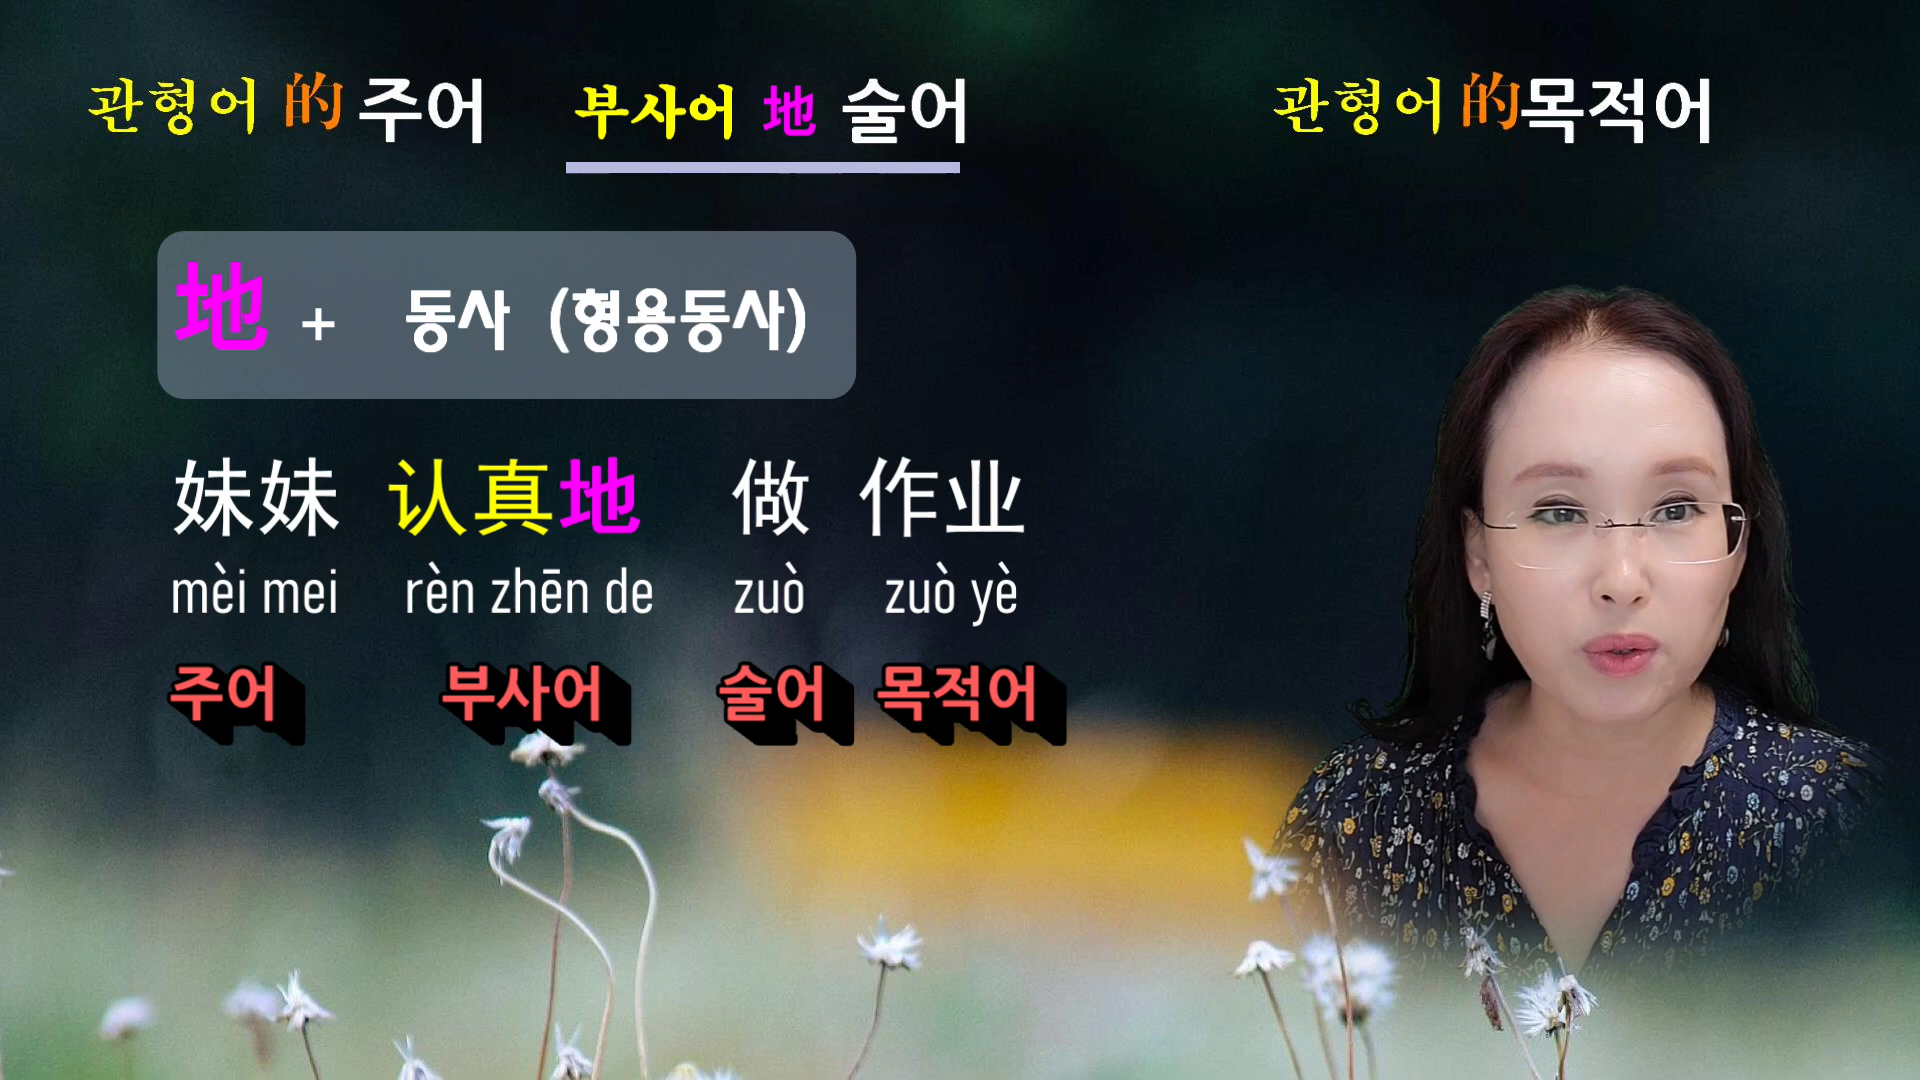 관형어 的 주어 부사어 地 술어 관형어 的목적어
地 + 동사 (형용동사)
妹妹 认真地 做 作业
mèi mei rèn zhēn de zuò zuò yè
주어 부사어 술어 목적어